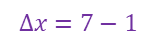 Δx = 7 − 1